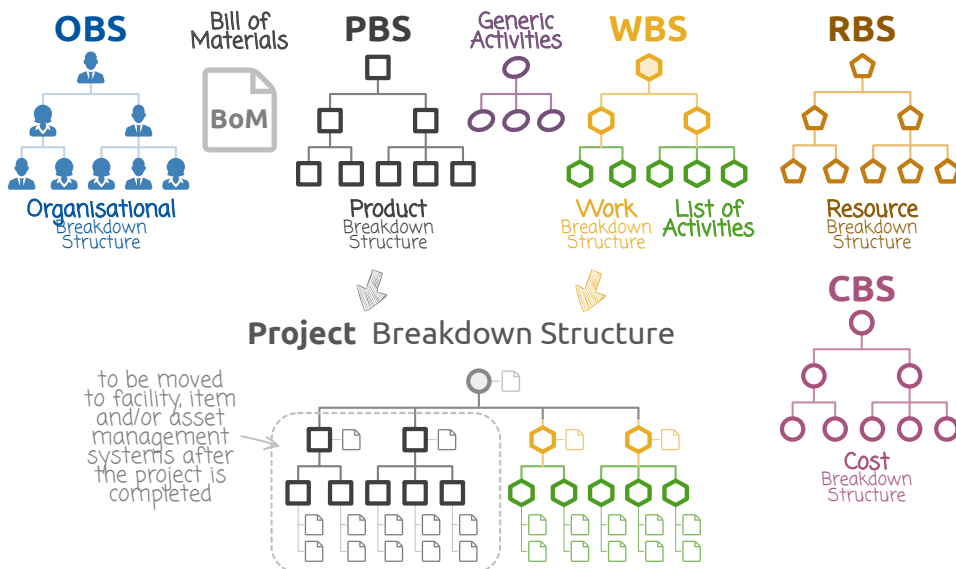 OBS
Bill of
Materials
BoM
PBS
Generic
Activities
WBS
RBS
Organisational
Breakdown
Structure
Product
Breakdown
Structure
Work
Breakdown
Structure
List of
Activities
Resource
Breakdown
Structure
CBS
Project Breakdown Structure
to be moved
to facility, item
and/or asset
management
systems after
the project is
completed
Cost
Breakdown
Structure